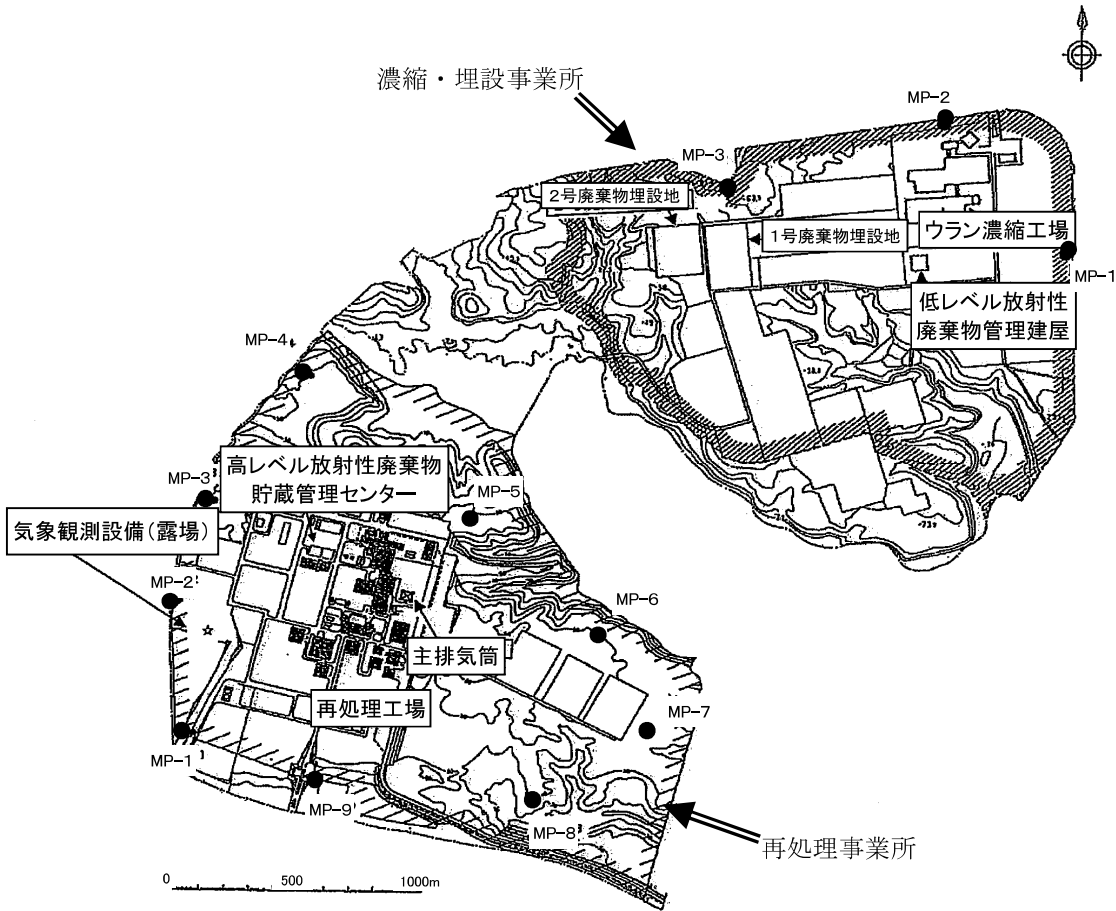 濃縮・埋設事業所
MP-2
MP-3
2号廃棄物埋設地
1号廃棄物埋設地
ウラン濃縮工場
MP-1
低レベル放射性
廃棄物管理建屋
MP-4
高レベル放射性廃棄物
貯蔵管理センター
MP-3
MP-5
気象観測設備(露場)
MP-2
MP-6
主排気筒
再処理工場
MP-7
MP-1
MP-9
MP-8
再処理事業所
0
500
1000m